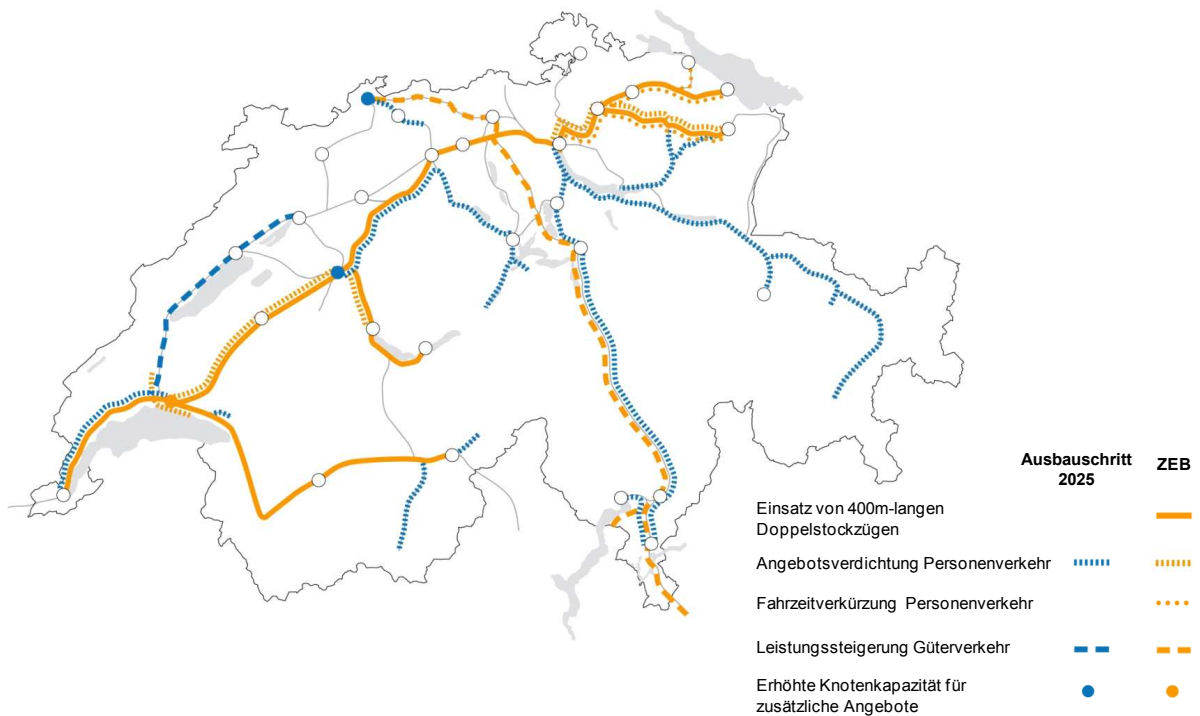 Ausbauschritt
2025
ZEB
Einsatz von 400m-langen
Doppelstockzügen
Angebotsverdichtung Personenverkehr
Fahrzeitverkürzung Personenverkehr
Leistungssteigerung Güterverkehr
Erhöhte Knotenkapazität für
zusätzliche Angebote